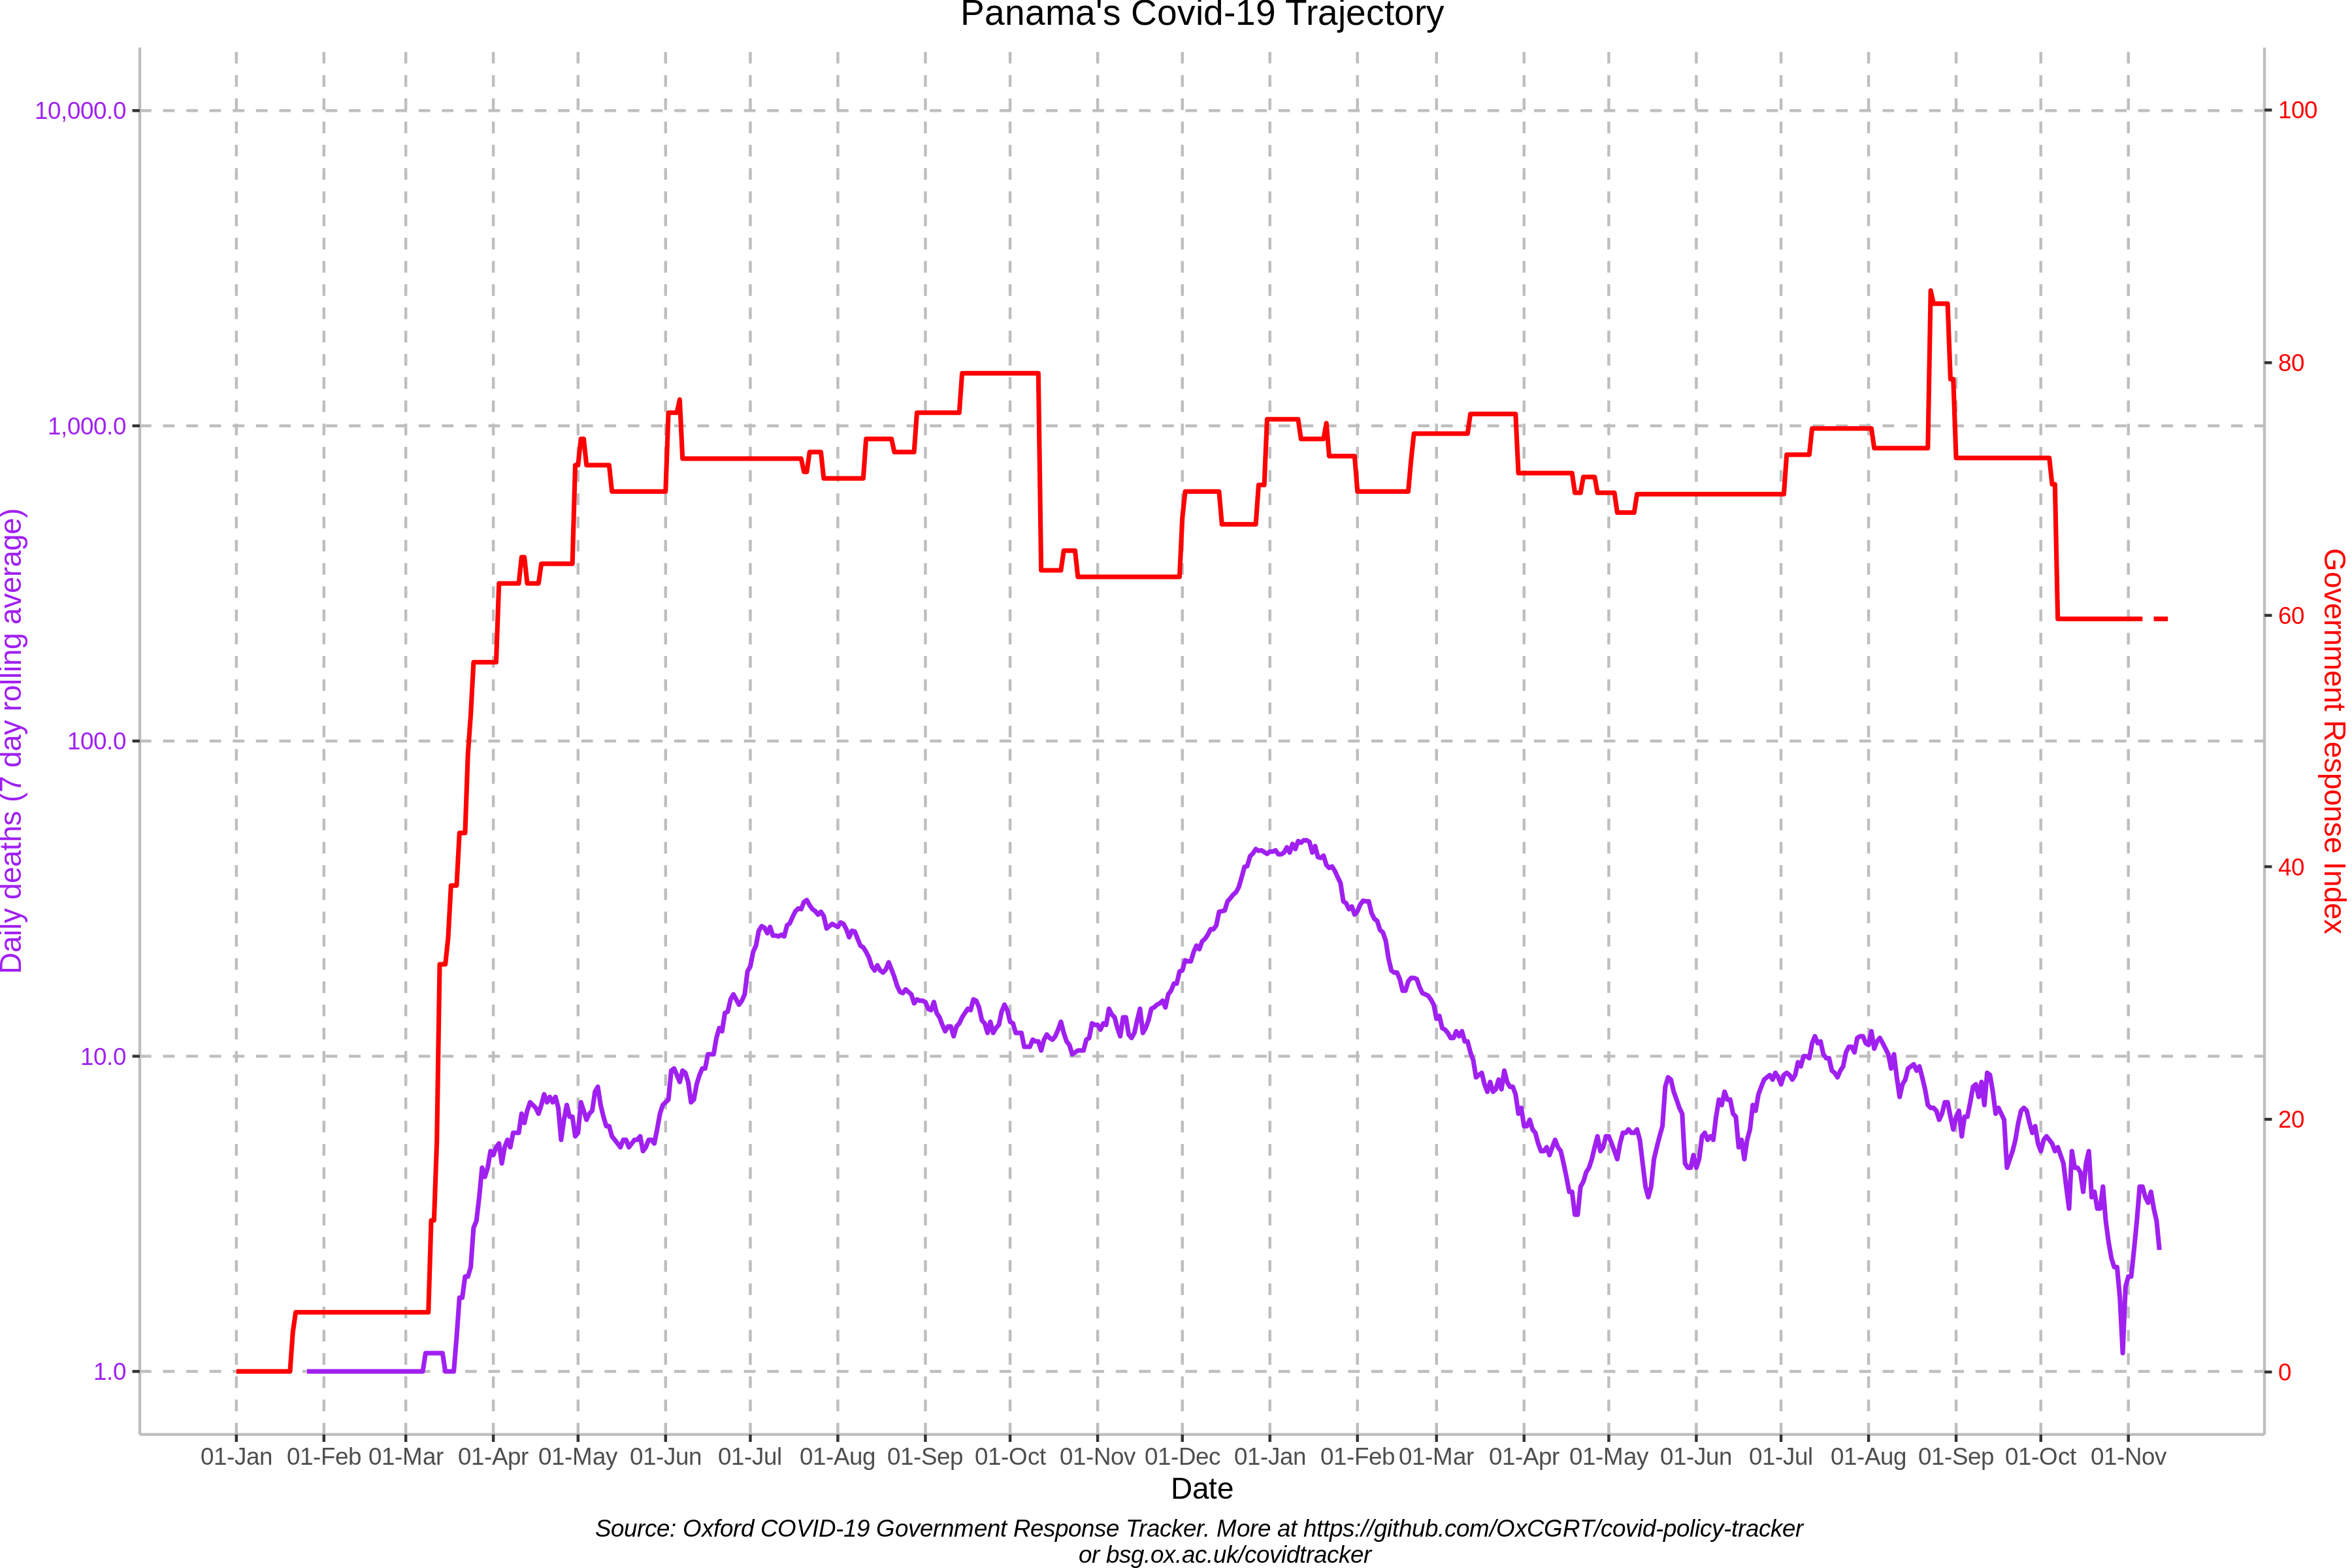 Panama's Covid-19 Trajectory
10,000.0
1,000.0
100.0
10.0
1.0
Daily deaths (7 day rolling average)
100
80
60
40
20
0
Government Response Index
01-Jan 01-Feb 01-Mar 01-Apr 01-May 01-Jun 01-Jul 01-Aug 01-Sep 01-Oct 01-Nov 01-Dec 01-Jan 01-Feb 01-Mar 01-Apr 01-May 01-Jun 01-Jul 01-Aug 01-Sep 01-Oct 01-Nov
Date
Source: Oxford COVID-19 Government Response Tracker. More at https://github.com/OxCGRT/covid-policy-tracker
or bsg.ox.ac.uk/covidtracker